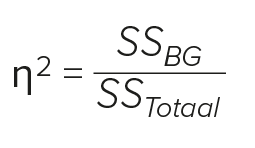 η² = SS_BG / SS_Totaal